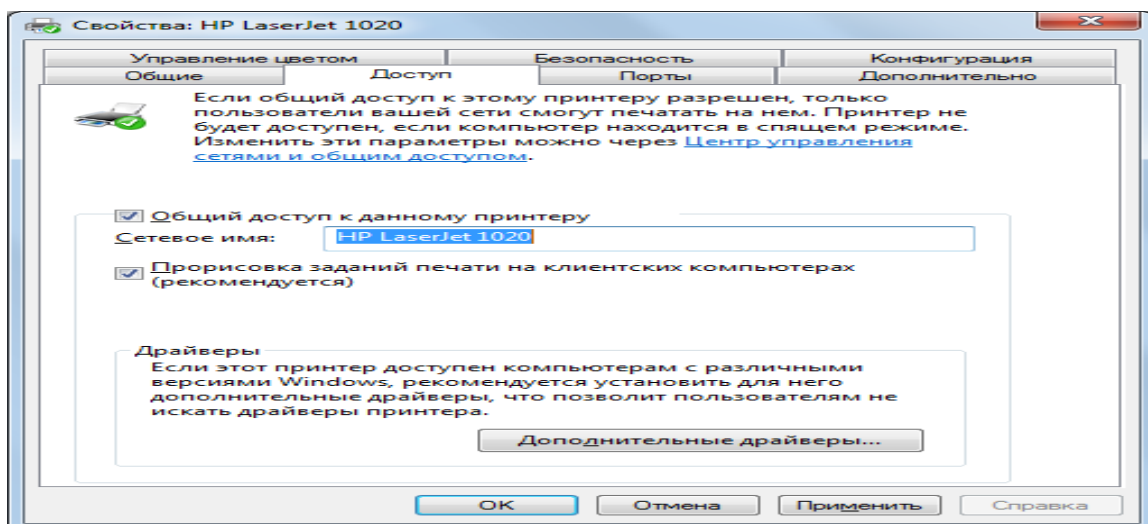 Свойства: HP LaserJet 1020
Управление цветом Безопасность Конфигурация
Общие Доступ Порты Дополнительно
Если общий доступ к этому принтеру разрешен, только
пользователи вашей сети смогут печатать на нем. Принтер не
будет доступен, если компьютер находится в спящем режиме.
Изменить эти параметры можно через Центр управления
сетями и общим доступом.
Общий доступ к данному принтеру
Сетевое имя: HP LaserJet 1020
Прорисовка заданий печати на клиентских компьютерах
(рекомендуется)
Драйверы
Если этот принтер доступен компьютерам с различными
версиями Windows, рекомендуется установить для него
дополнительные драйверы, что позволит пользователям не
искать драйверы принтера.
Дополнительные драйверы...
OK Отмена Применить Справка